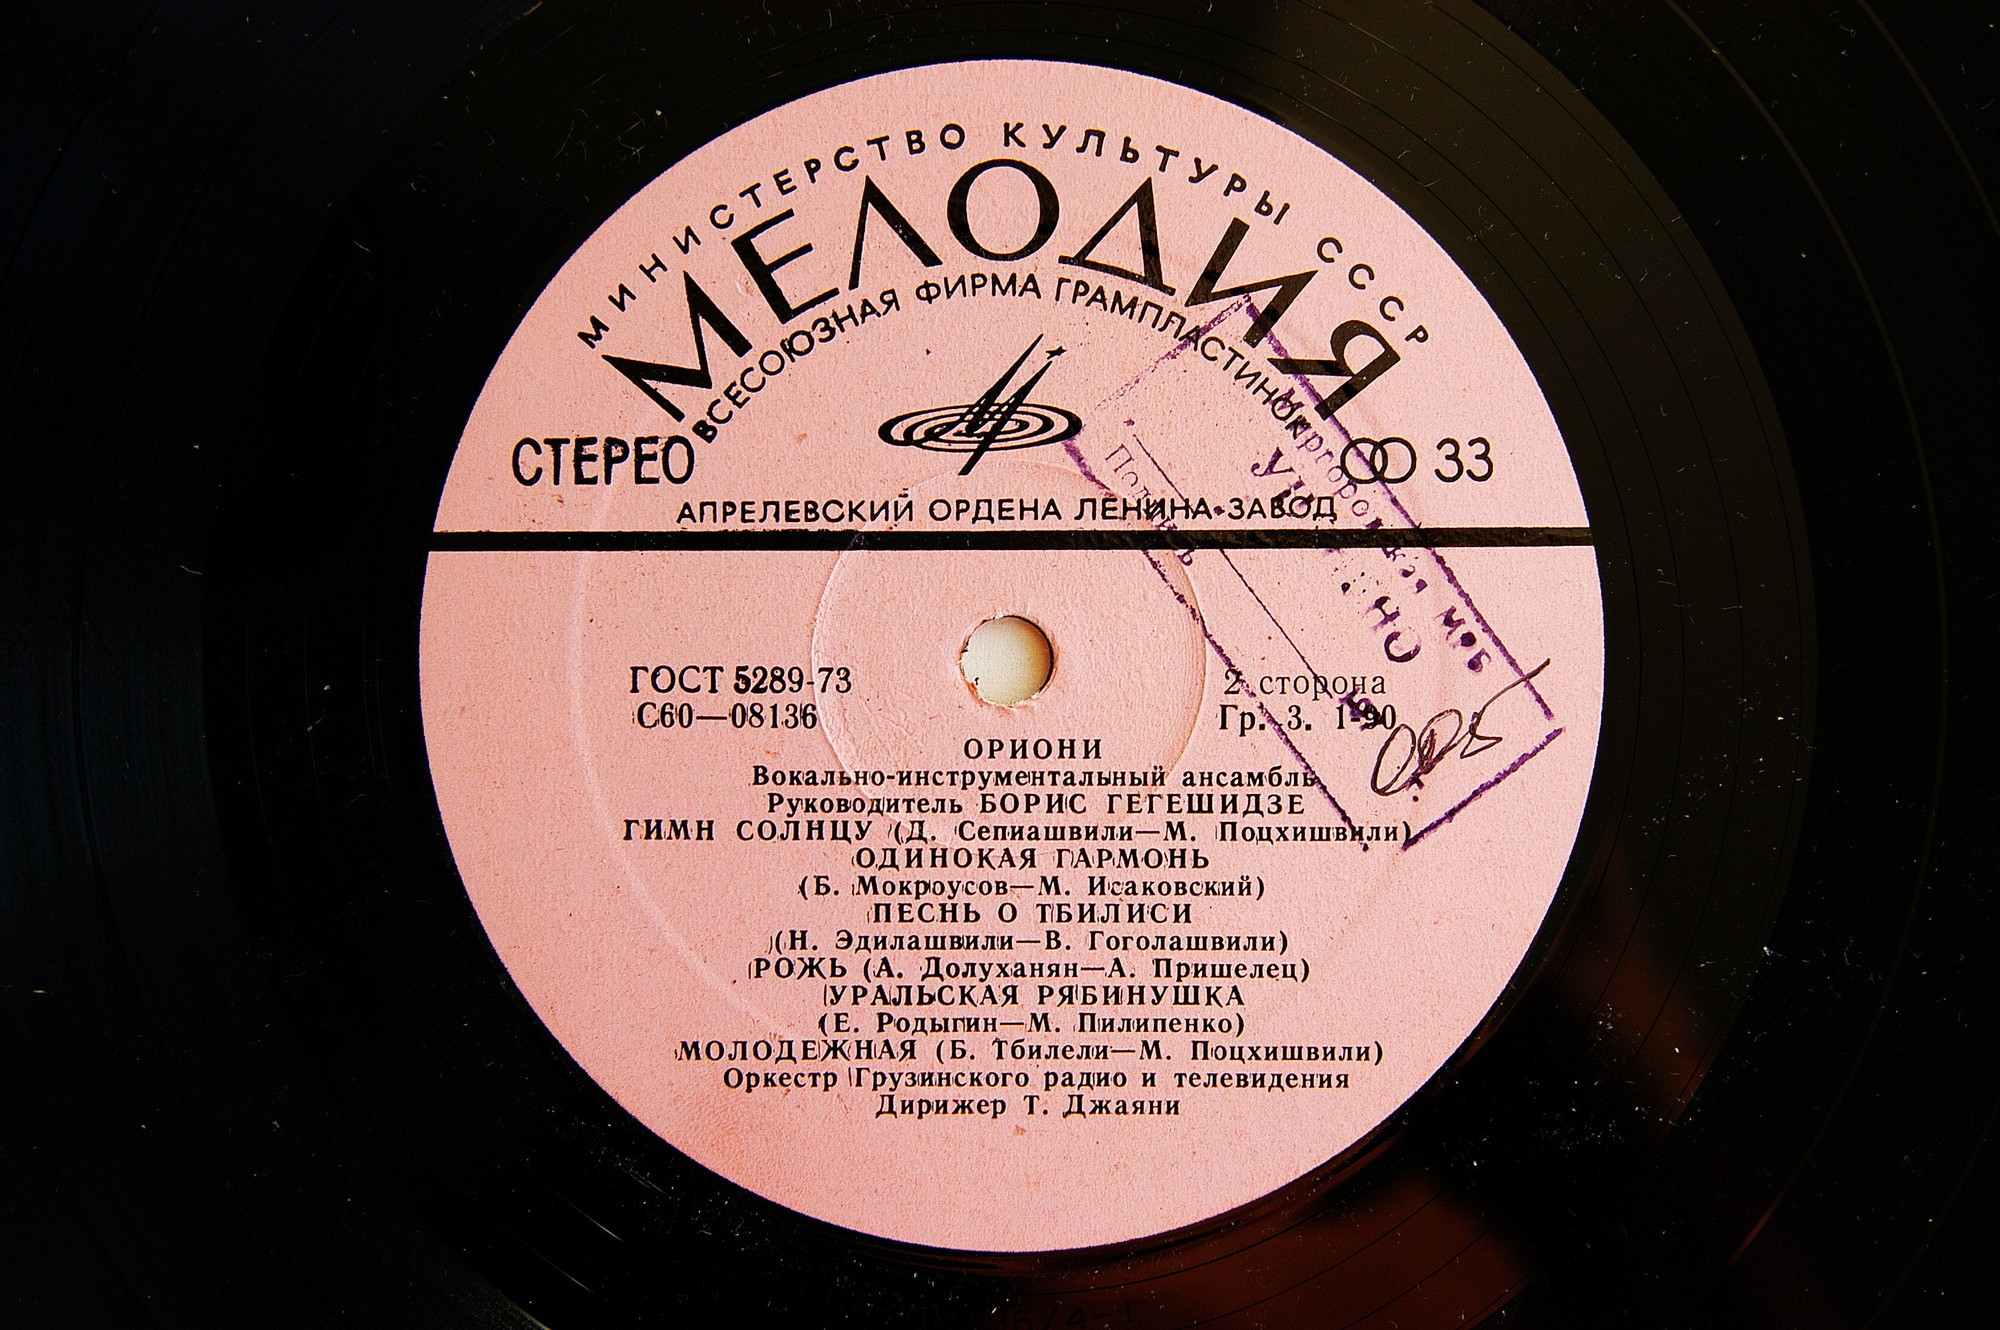 МИНИСТЕРСТВО КУЛЬТУРЫ СССР
МЕЛОДИЯ
ВСЕСОЮЗНАЯ ФИРМА ГРАМПЛАСТИНОК
СТЕРЕО
33
АПРЕЛЕВСКИЙ ОРДЕНА ЛЕНИНА ЗАВОД
ГОСТ 5289-73
2 сторона
С60—08136
Гр. 3. 1-90
ОРИОНИ
Вокально-инструментальный ансамбль
Руководитель БОРИС ГЕГЕШИДЗЕ
ГИМН СОЛНЦУ (Д. Сепиашвили—М. Поцхишвили)
ОДИНОКАЯ ГАРМОНЬ
(Б. Мокроусов—М. Исаковский)
ПЕСНЬ О ТБИЛИСИ
(Н. Эдилашвили—В. Гоголашвили)
РОЖЬ (А. Долуханян—А. Пришелец)
УРАЛЬСКАЯ РЯБИНУШКА
(Е. Родыгин—М. Пилипенко)
МОЛОДЕЖНАЯ (Б. Тбилели—М. Поцхишвили)
Оркестр Грузинского радио и телевидения
Дирижер Т. Джаяни